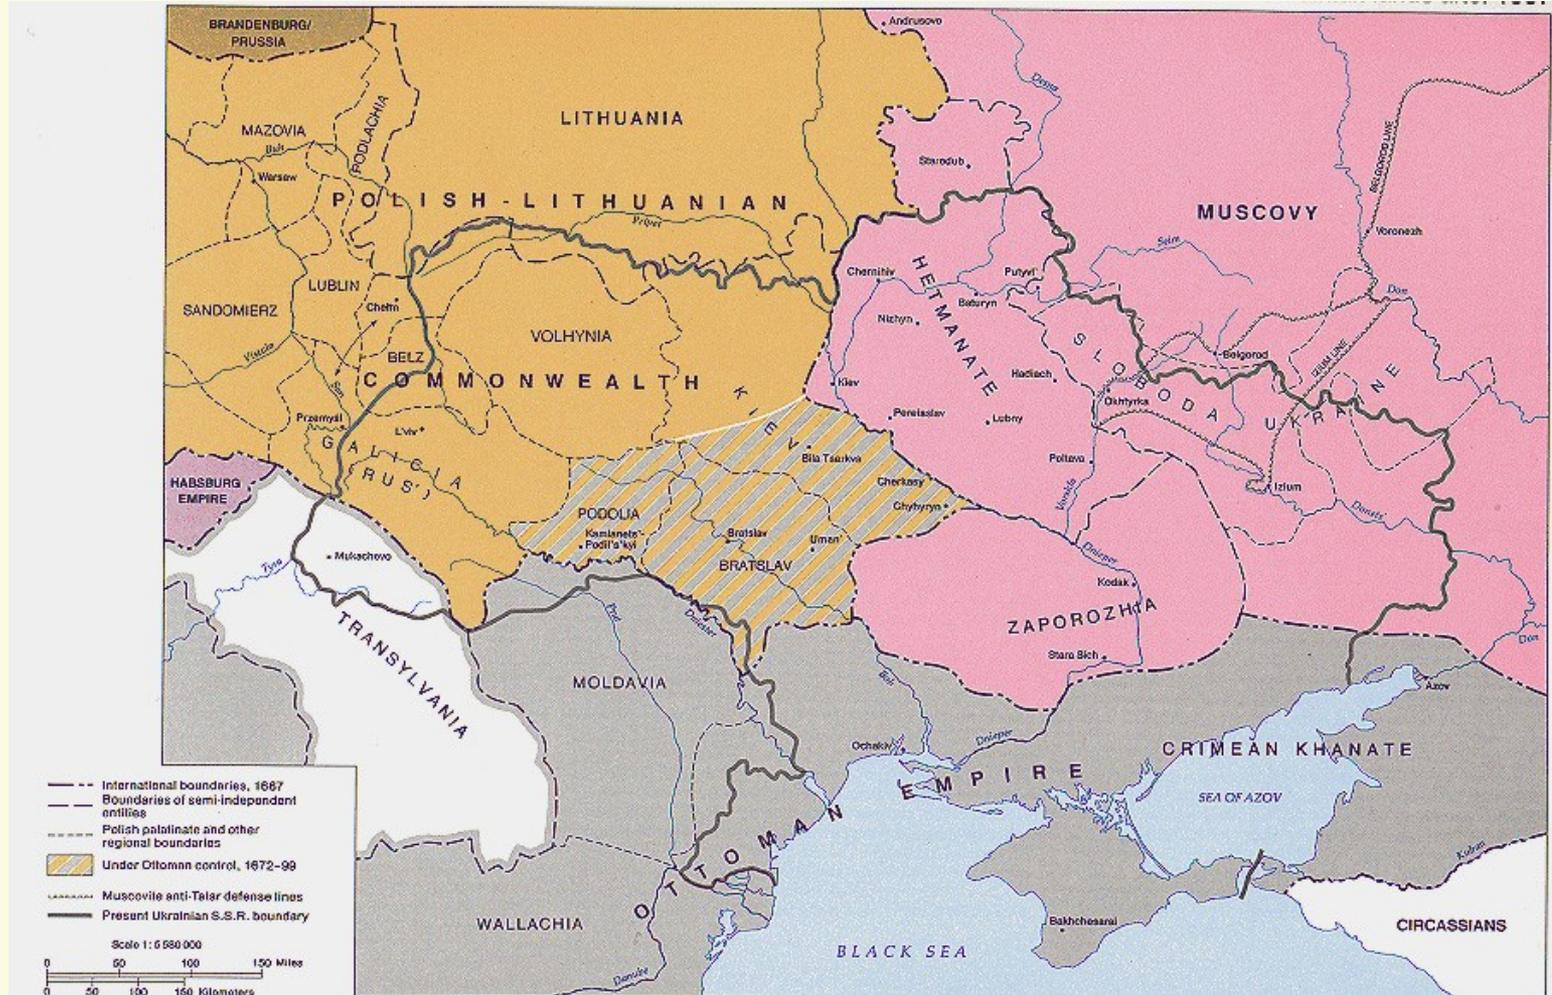 BRANDENBURG/
PRUSSIA
Andrusovo
Desna
LITHUANIA
MAZOVIA
PODLACHIA
Buh
Warsaw
Starodub
BELGOROD LINE
POLISH-LITHUANIAN
MUSCOVY
Pripet
Voronezh
Seim
Chernihiv
Putyvl'
HETMANATE
LUBLIN
Chełm
SANDOMIERZ
Baturyn
Don
Nizhyn
VOLHYNIA
Vistula
BELZ
Belgorod
IZIUM LINE
SLOBODA UKRAINE
COMMONWEALTH
Hadiach
Kiev
KIEV
Okhtyrka
San
Przemyśl
L'viv
Pereiaslav
Lubny
GALICIA
(RUS')
Bila Tserkva
Poltava
HABSBURG
EMPIRE
Cherkasy
Izium
Vorskla
Donets'
PODOLIA
Chyhyryn
Kamianets'-
Podil's'kyi
Bratslav
Uman'
Mukachevo
BRATSLAV
Dnieper
Tysa
Kodak
TRANSYLVANIA
Prut
Dniester
ZAPOROZHIA
Don
Stara Sich
MOLDAVIA
Boh
Azov
Ochakiv
Dnieper
CRIMEAN KHANATE
OTTOMAN EMPIRE
SEA OF AZOV
International boundaries, 1667
Boundaries of semi-independent
entities
Polish palatinate and other
regional boundaries
Under Ottoman control, 1672-99
Muscovite anti-Tatar defense lines
Present Ukrainian S.S.R. boundary
Kuban
WALLACHIA
Bakhchesarai
CIRCASSIANS
Scale 1:5 580 000
BLACK SEA
0 50 100 150 Miles
Danube
0 50 100 150 Kilometers